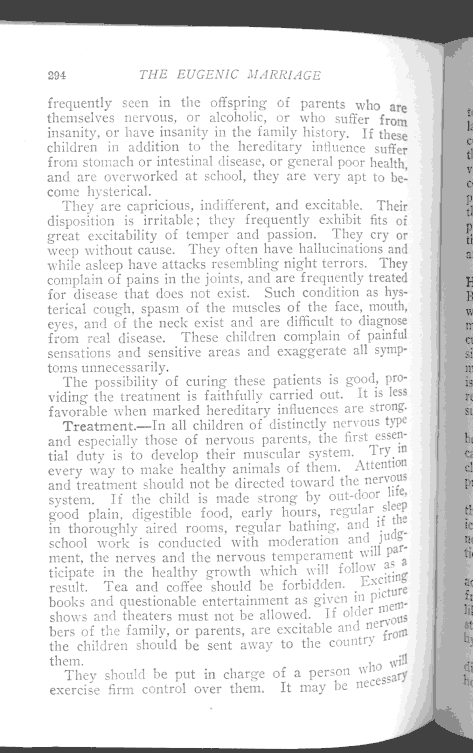 294 THE EUGENIC MARRIAGE
frequently seen in the offspring of parents who are
themselves nervous, or alcoholic, or who suffer from
insanity, or have insanity in the family history. If these
children in addition to the hereditary influence suffer
from stomach or intestinal disease, or general poor health,
and are overworked at school, they are very apt to be-
come hysterical.
They are capricious, indifferent, and excitable. Their
disposition is irritable; they frequently exhibit fits of
great excitability of temper and passion. They cry or
weep without cause. They often have hallucinations and
while asleep have attacks resembling night terrors. They
complain of pains in the joints, and are frequently treated
for disease that does not exist. Such condition as hys-
terical cough, spasm of the muscles of the face, mouth,
eyes, and of the neck exist and are difficult to diagnose
from real disease. These children complain of painful
sensations and sensitive areas and exaggerate all symp-
toms unnecessarily.
The possibility of curing these patients is good, pro-
viding the treatment is faithfully carried out. It is less
favorable when marked hereditary influences are strong.
Treatment.—In all children of distinctly nervous type
and especially those of nervous parents, the first essen-
tial duty is to develop their muscular system. Try in
every way to make healthy animals of them. Attention
and treatment should not be directed toward the nervous
system. If the child is made strong by out-door life,
good plain, digestible food, early hours, regular sleep
in thoroughly aired rooms, regular bathing, and if the
school work is conducted with moderation and judg-
ment, the nerves and the nervous temperament will par-
ticipate in the healthy growth which will follow as a
result. Tea and coffee should be forbidden. Exciting
books and questionable entertainment as given in picture
shows and theaters must not be allowed. If older mem-
bers of the family, or parents, are excitable and nervous
the children should be sent away to the country from
them.
They should be put in charge of a person who will
exercise firm control over them. It may be necessary